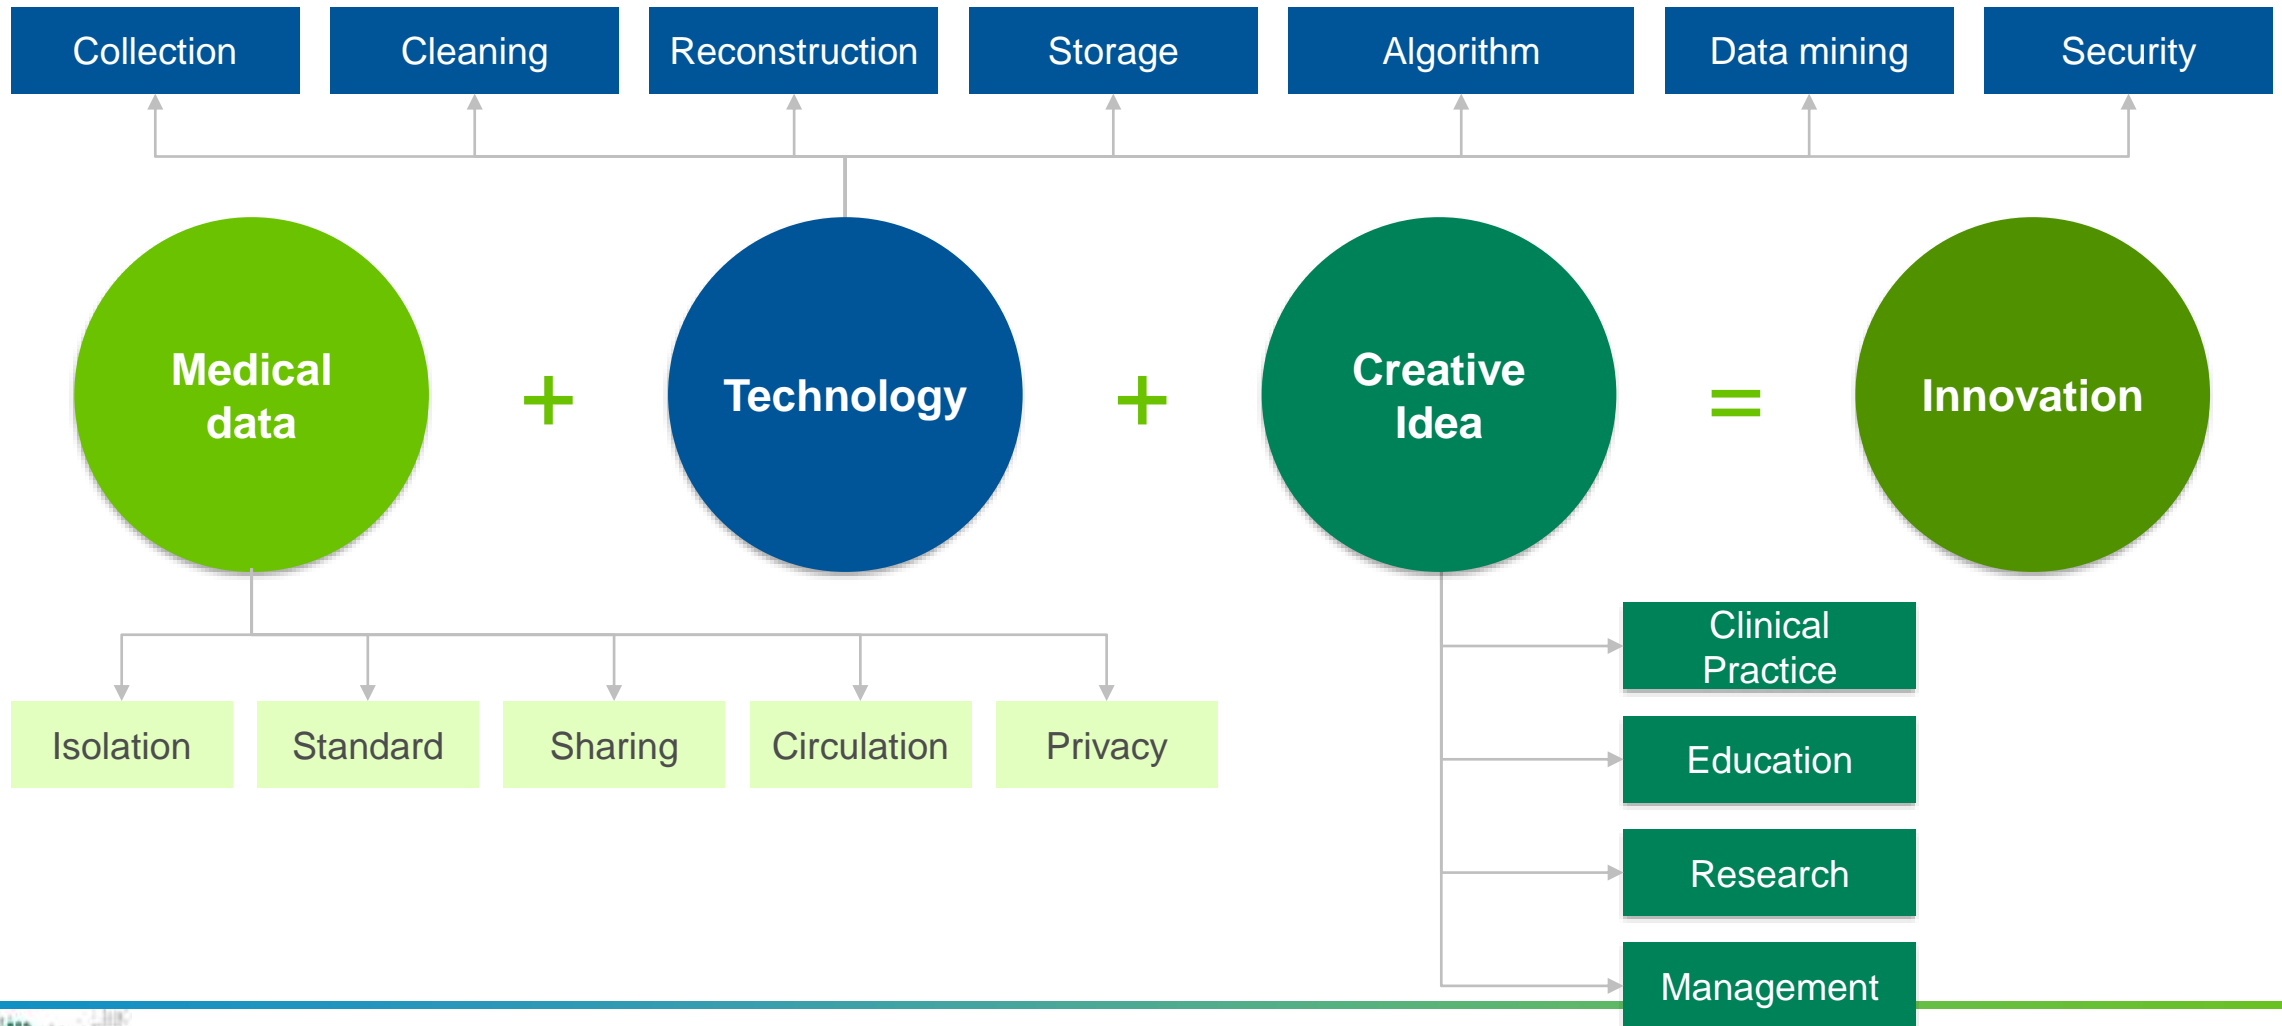 Collection
Cleaning
Reconstruction
Storage
Algorithm
Data mining
Security
Medical
data
+
Technology
+
Creative
Idea
=
Innovation
Isolation
Standard
Sharing
Circulation
Privacy
Clinical
Practice
Education
Research
Management